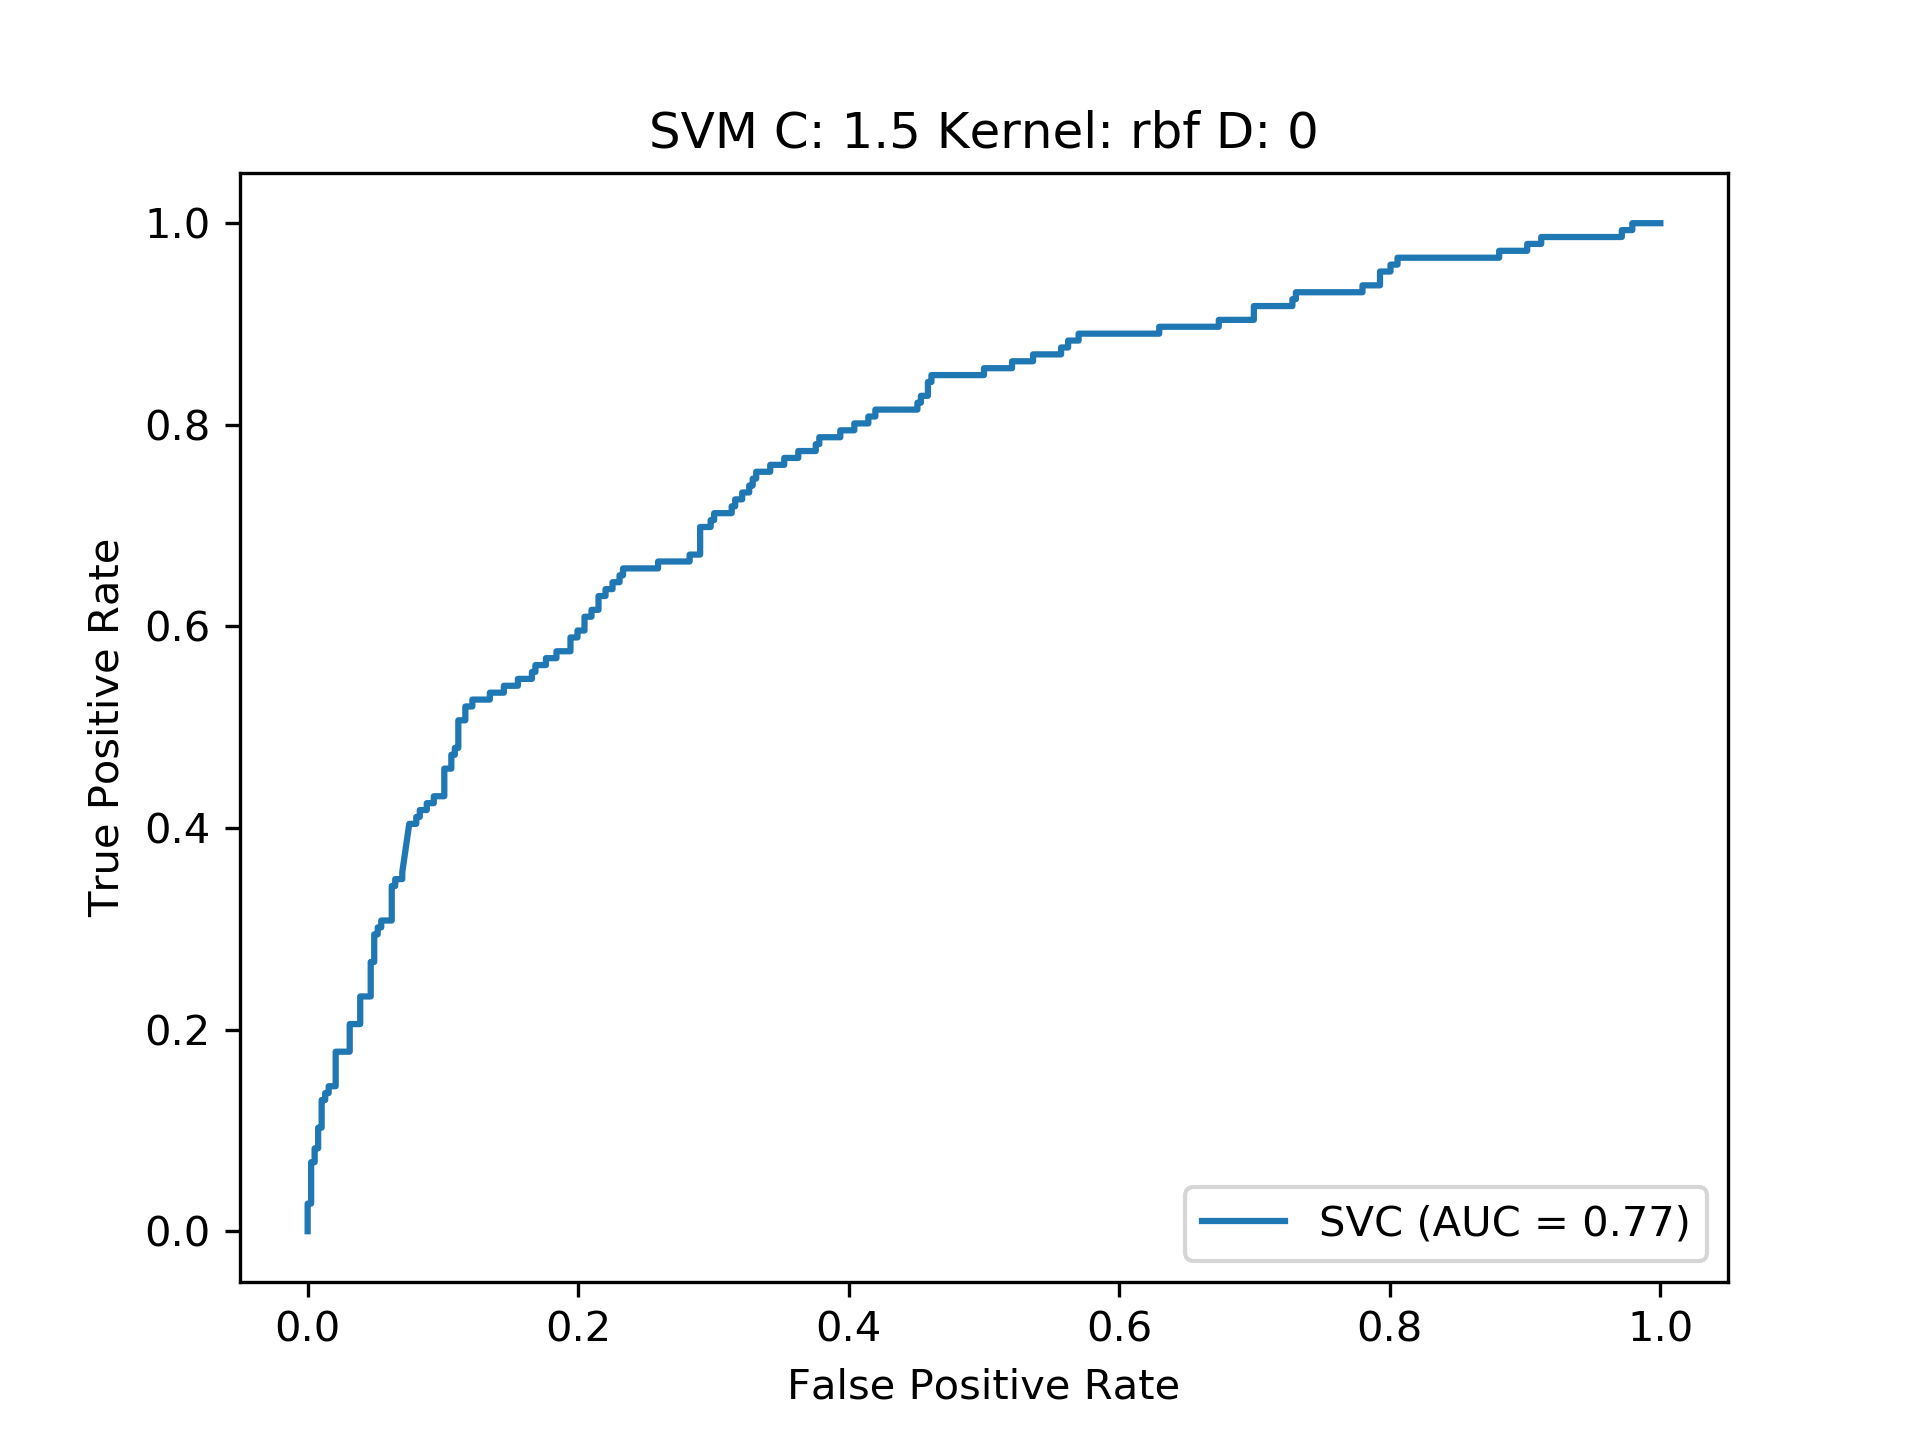 SVM C: 1.5 Kernel: rbf D: 0
1.0
0.8
0.6
0.4
0.2
0.0
True Positive Rate
SVC (AUC = 0.77)
0.0 0.2 0.4 0.6 0.8 1.0
False Positive Rate